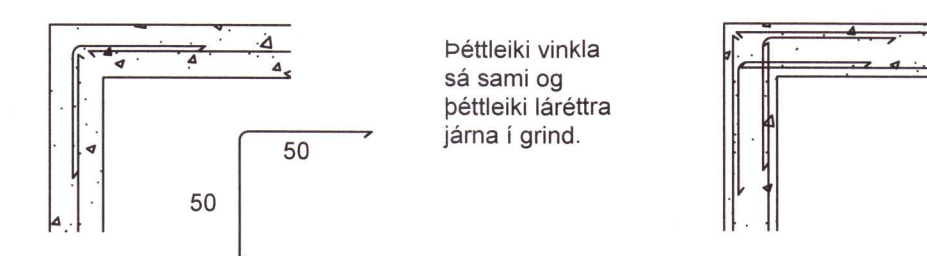 Þéttleiki vinkla
sá sami og
þéttleiki láréttra
járna í grind.
50
50